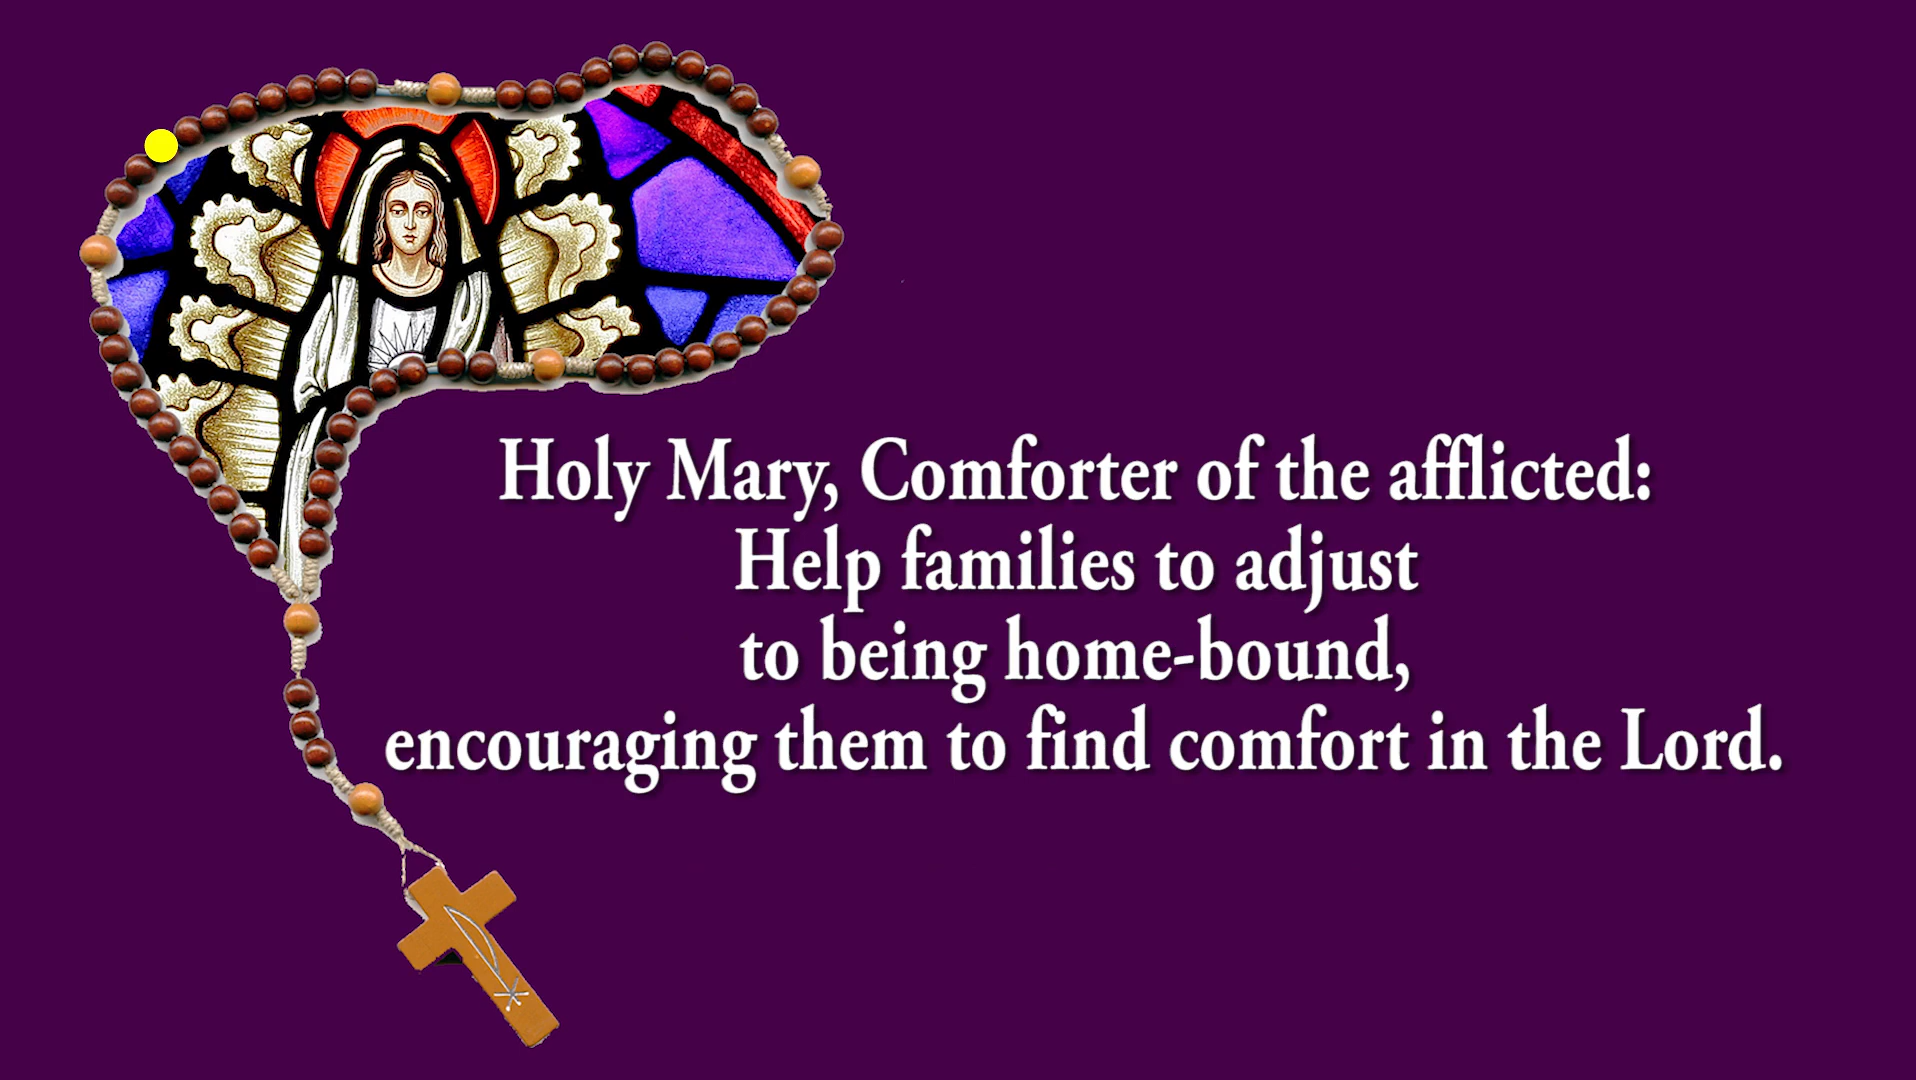 Holy Mary, Comforter of the afflicted:
Help families to adjust
to being home-bound,
encouraging them to find comfort in the Lord.